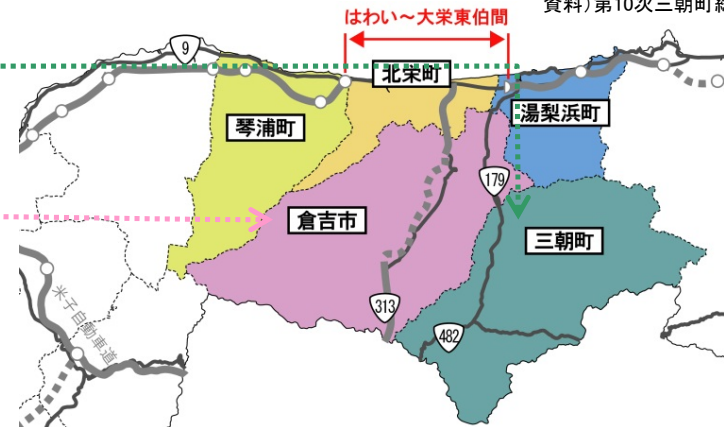 資料)第10次三朝町総
はわい～大栄東伯間
9
北栄町
湯梨浜町
琴浦町
179
倉吉市
三朝町
313
482
米子自動車道